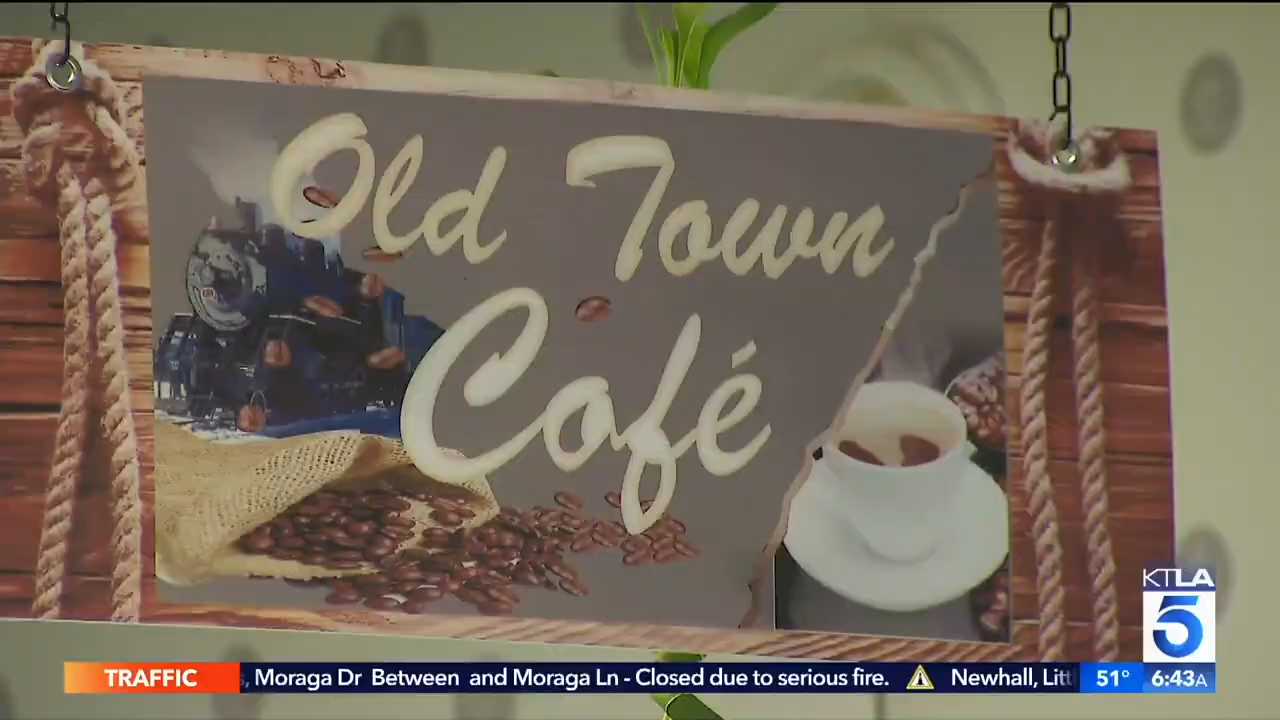 Old Town
Café
KTLA
5
TRAFFIC , Moraga Dr Between and Moraga Ln - Closed due to serious fire. Newhall, Litt 51° 6:43A